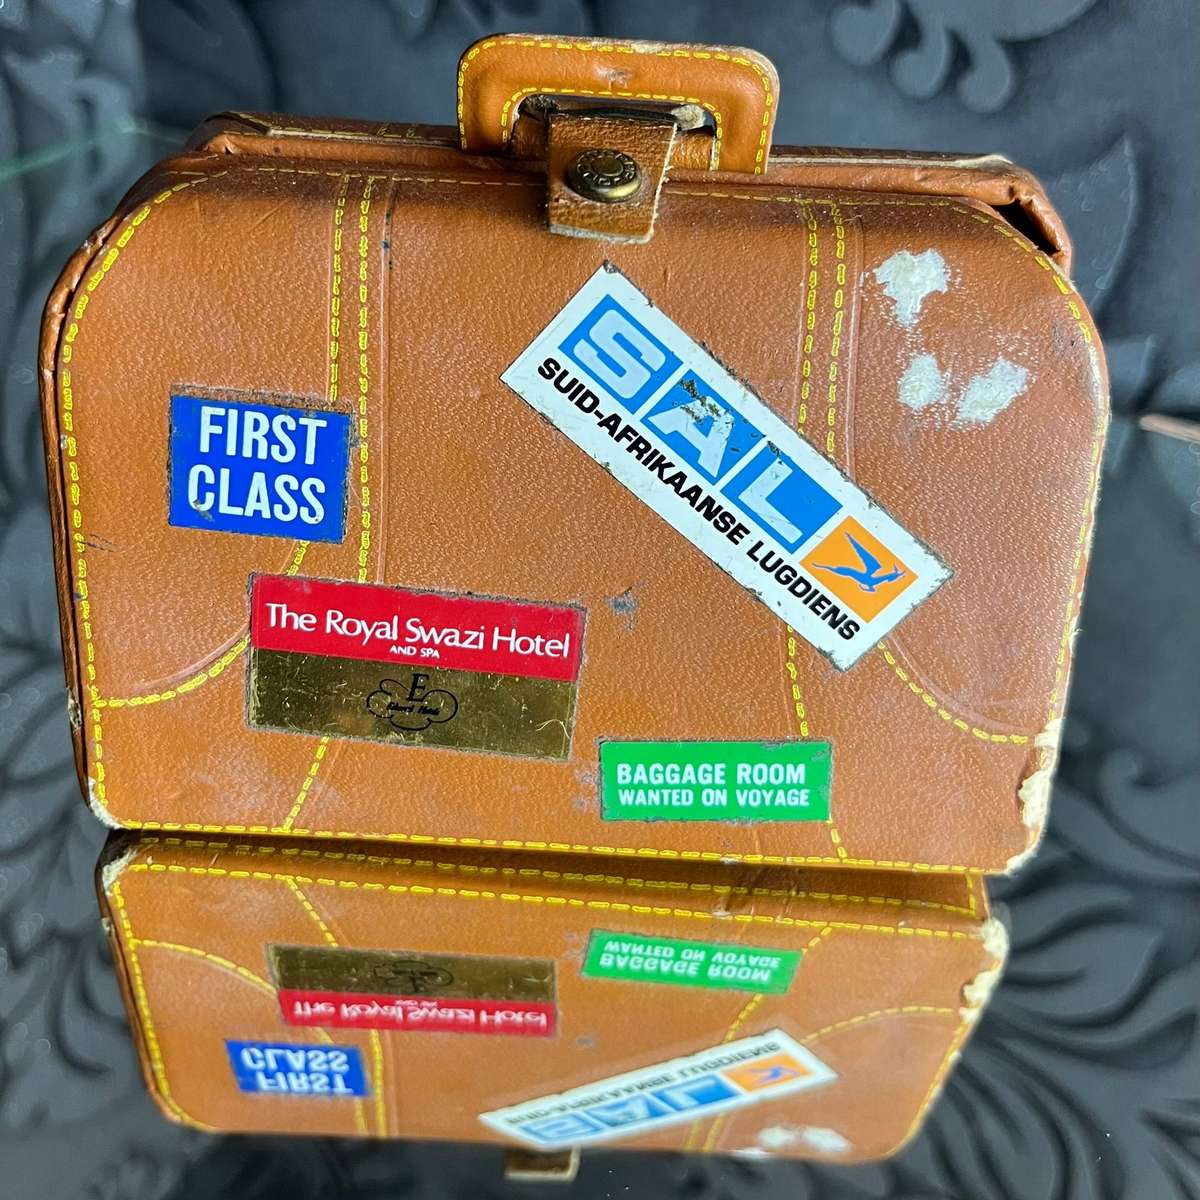 FIRST
CLASS
SAL
SUID-AFRIKAANSE LUGDIENS
The Royal Swazi Hotel
AND SPA
E
BAGGAGE ROOM
WANTED ON VOYAGE